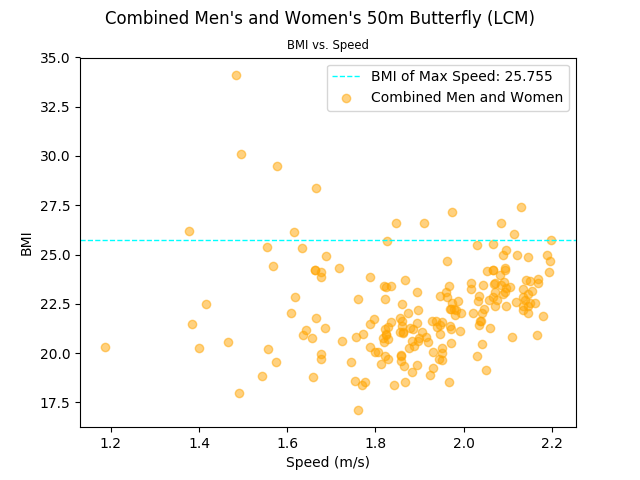 Combined Men's and Women's 50m Butterfly (LCM)
BMI vs. Speed
BMI of Max Speed: 25.755
Combined Men and Women
BMI
35.0
32.5
30.0
27.5
25.0
22.5
20.0
17.5
1.2 1.4 1.6 1.8 2.0 2.2
Speed (m/s)